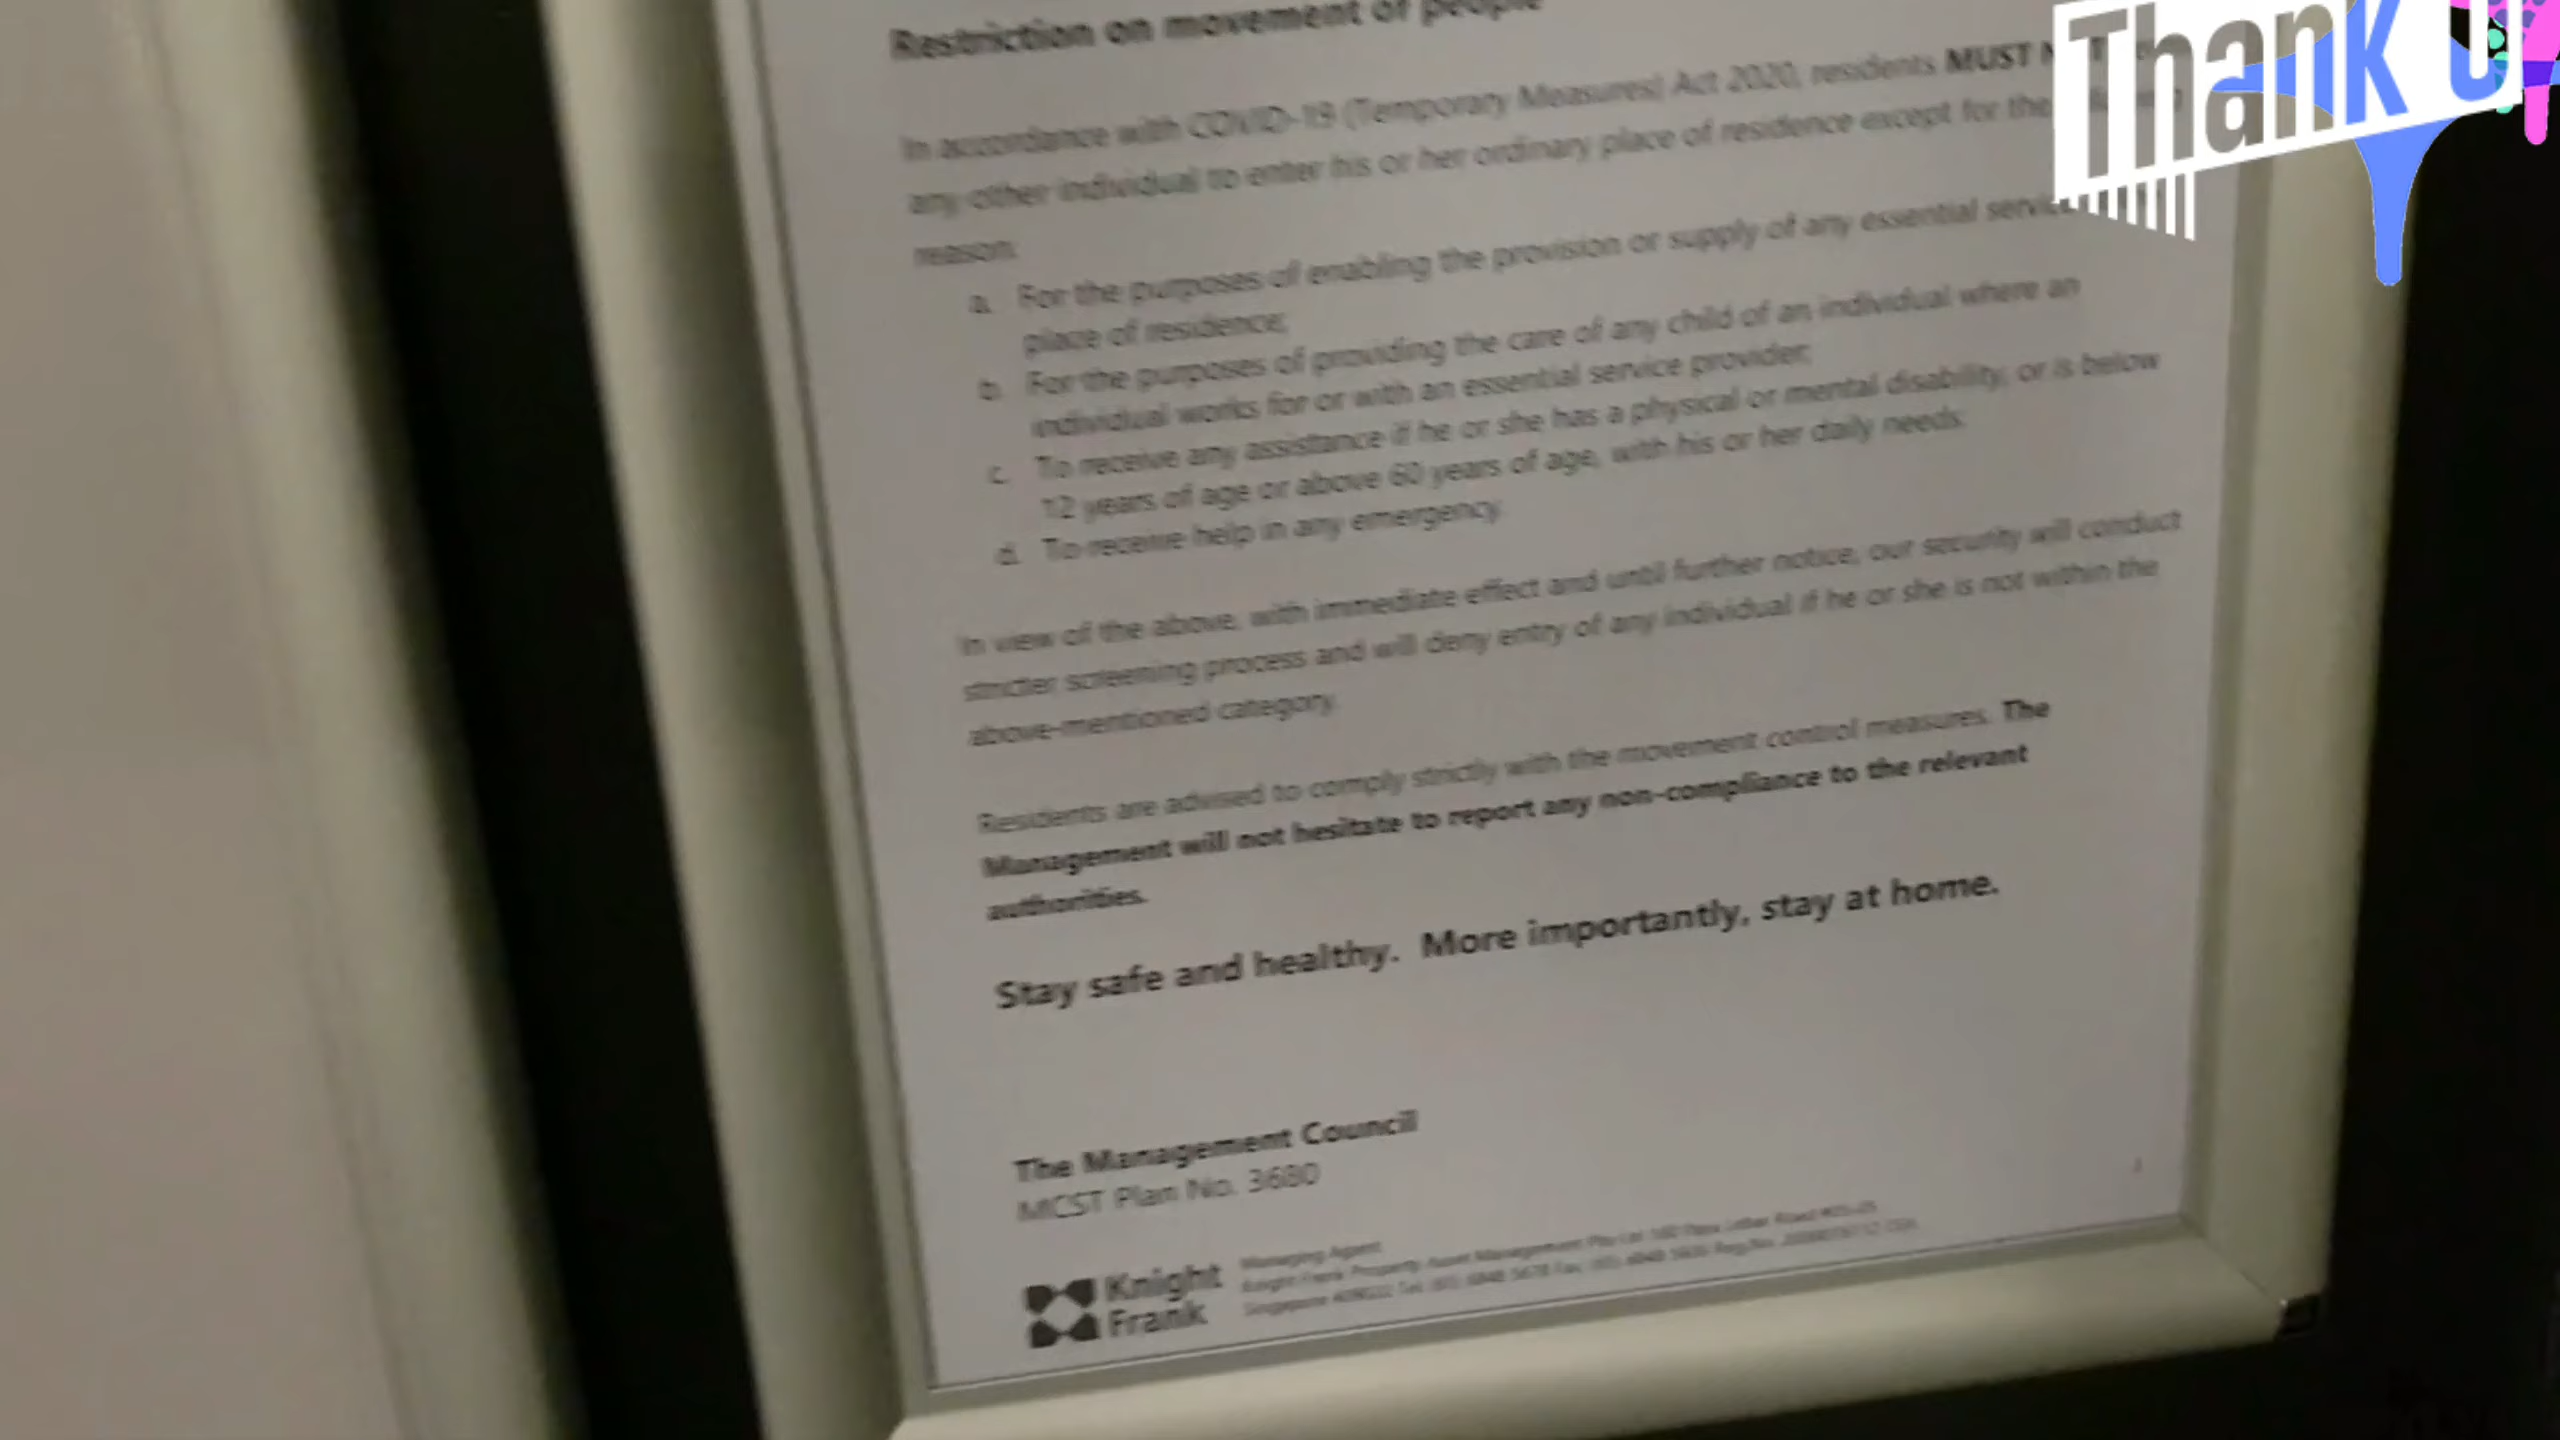 Restriction on movement of people
Thank U
In accordance with COVID-19 (Temporary Measures) Act 2020, residents MUST
any other individual to enter his or her ordinary place of residence except for the
reason:
a. For the purposes of enabling the provision or supply of any essential service
place of residence;
b. For the purposes of providing the care of any child of an individual where an
individual works for or with an essential service provider;
c. To receive any assistance if he or she has a physical or mental disability, or is below
12 years of age or above 60 years of age, with his or her daily needs.
d. To receive help in any emergency.
In view of the above, with immediate effect and until further notice, our security will conduct
stricter screening process and will deny entry of any individual if he or she is not within the
above-mentioned category.
Residents are advised to comply strictly with the movement control measures. The
Management will not hesitate to report any non-compliance to the relevant
authorities.
Stay safe and healthy. More importantly, stay at home.
The Management Council
MCST Plan No. 3680
Knight
Frank
Managing Agent
Knight Frank Property Asset Management Pte Ltd
Singapore